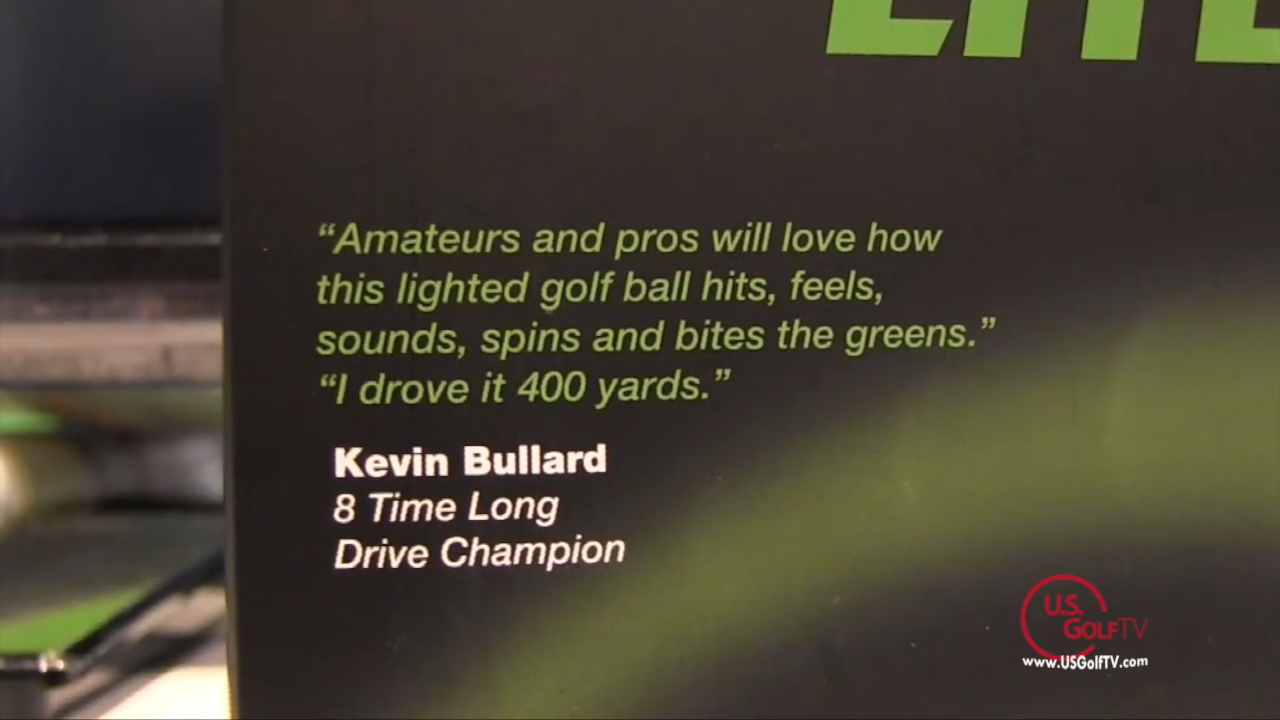 “Amateurs and pros will love how
this lighted golf ball hits, feels,
sounds, spins and bites the greens.”
“I drove it 400 yards.”
Kevin Bullard
8 Time Long
Drive Champion
U.S.
GOLFTV
www.USGolfTV.com